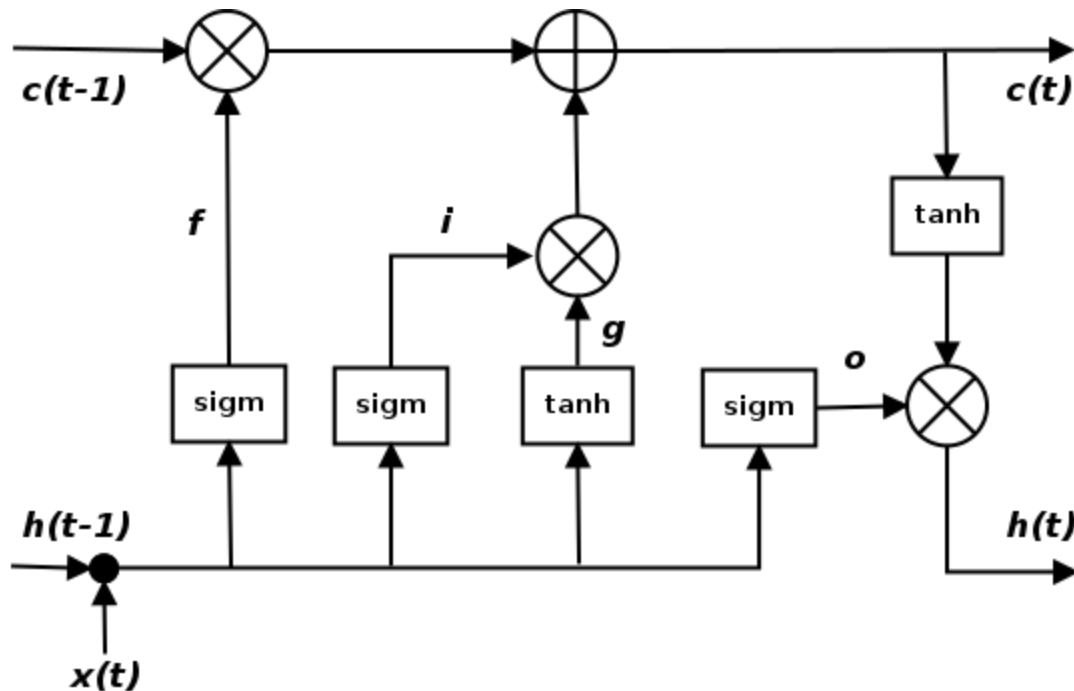 c(t-1)
c(t)
tanh
f
i
g
o
sigm
sigm
tanh
sigm
h(t-1)
h(t)
x(t)